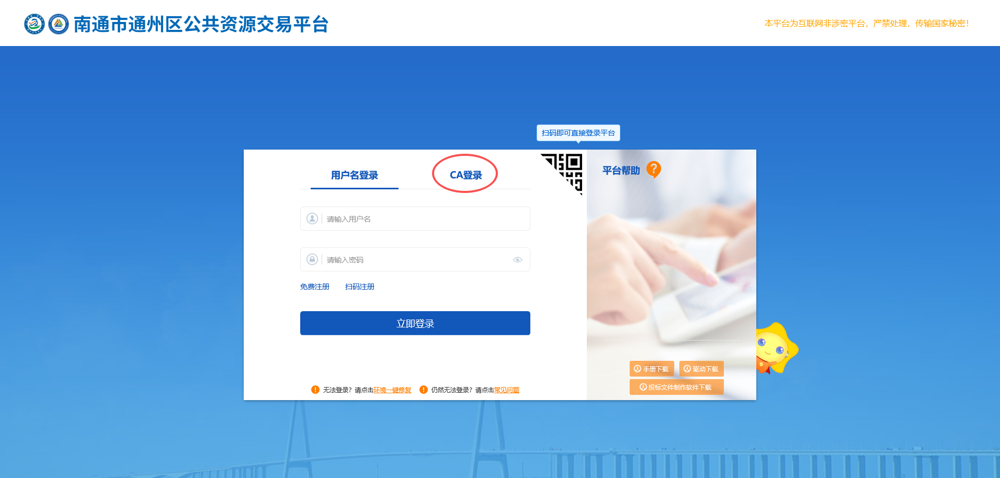 南通市通州区公共资源交易平台
本平台为互联网非涉密平台，严禁处理，传输国家秘密！
扫码即可直接登录平台
用户名登录
CA登录
平台帮助
请输入用户名
请输入密码
免费注册 扫码注册
立即登录
手册下载
驱动下载
投标文件制作软件下载
无法登录？请点击环境一键修复
仍然无法登录？请点击常见问题